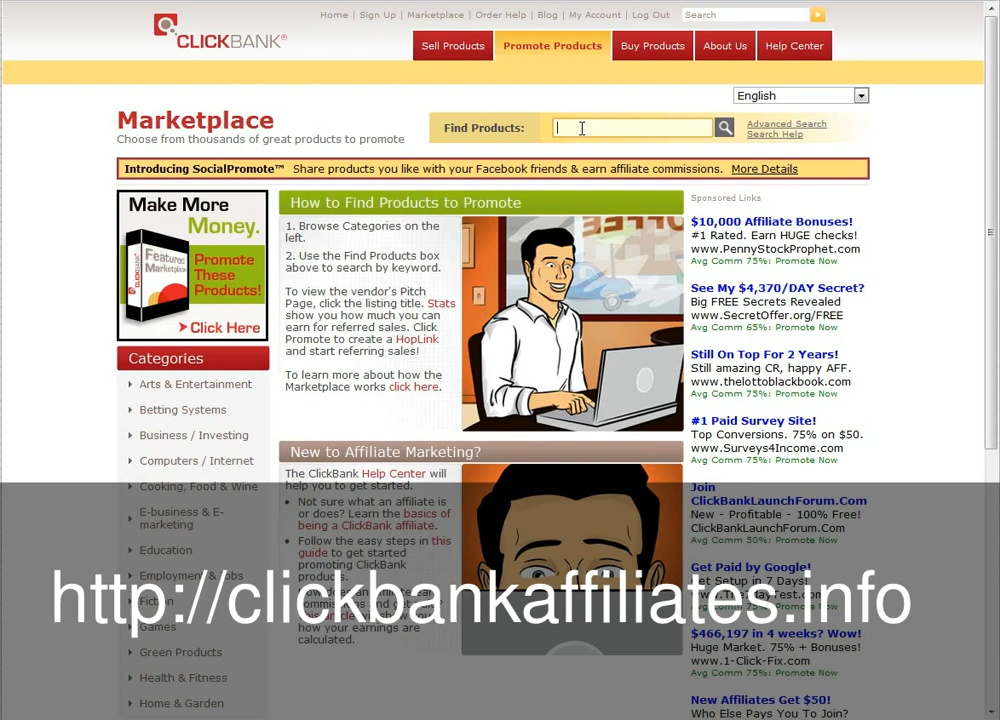 Home | Sign Up | Marketplace | Order Help | Blog | My Account | Log Out
Search
CLICKBANK®
Sell Products
Promote Products
Buy Products
About Us
Help Center
English
Marketplace
Choose from thousands of great products to promote
Find Products:
Advanced Search
Search Help
Introducing SocialPromote™ Share products you like with your Facebook friends & earn affiliate commissions. More Details
Make More
Money.
Featured
Marketplace
Promote
These
Products!
Click Here
Categories
Arts & Entertainment
Betting Systems
Business / Investing
Computers / Internet
Cooking, Food & Wine
E-business & E-
marketing
Education
Employment & Jobs
Fiction
Games
Green Products
Health & Fitness
Home & Garden
How to Find Products to Promote
1. Browse Categories on the
left.
2. Use the Find Products box
above to search by keyword.
To view the vendor's Pitch
Page, click the listing title. Stats
show you how much you can
earn for referred sales. Click
Promote to create a HopLink
and start referring sales!
To learn more about how the
Marketplace works click here.
OFFICE
New to Affiliate Marketing?
The ClickBank Help Center will
help you to get started.
Not sure what an affiliate is
or does? Learn the basics of
being a ClickBank affiliate.
Follow the easy steps in this
guide to get started
promoting ClickBank
products.
your earnings are
calculated.
Sponsored Links
$10,000 Affiliate Bonuses!
#1 Rated. Earn HUGE checks!
www.PennyStockProphet.com
Avg Comm 75%: Promote Now
See My $4,370/DAY Secret?
Big FREE Secrets Revealed
www.SecretOffer.org/FREE
Avg Comm 65%: Promote Now
Still On Top For 2 Years!
Still amazing CR, happy AFF.
www.thelottoblackbook.com
Avg Comm 75%: Promote Now
#1 Paid Survey Site!
Top Conversions. 75% on $50.
www.Surveys4Income.com
Avg Comm 75%: Promote Now
Join
ClickBankLaunchForum.Com
New - Profitable - 100% Free!
ClickBankLaunchForum.Com
Avg Comm 50%: Promote Now
Get Paid by Google?
Get Setup in 7 Days!
Avg Comm 75%: Promote Now
$466,197 in 4 weeks? Wow!
Huge Market. 75% + Bonuses!
www.1-Click-Fix.com
Avg Comm 75%: Promote Now
New Affiliates Get $50!
Who Else Pays You To Join?
http://clickbankaffiliates.info